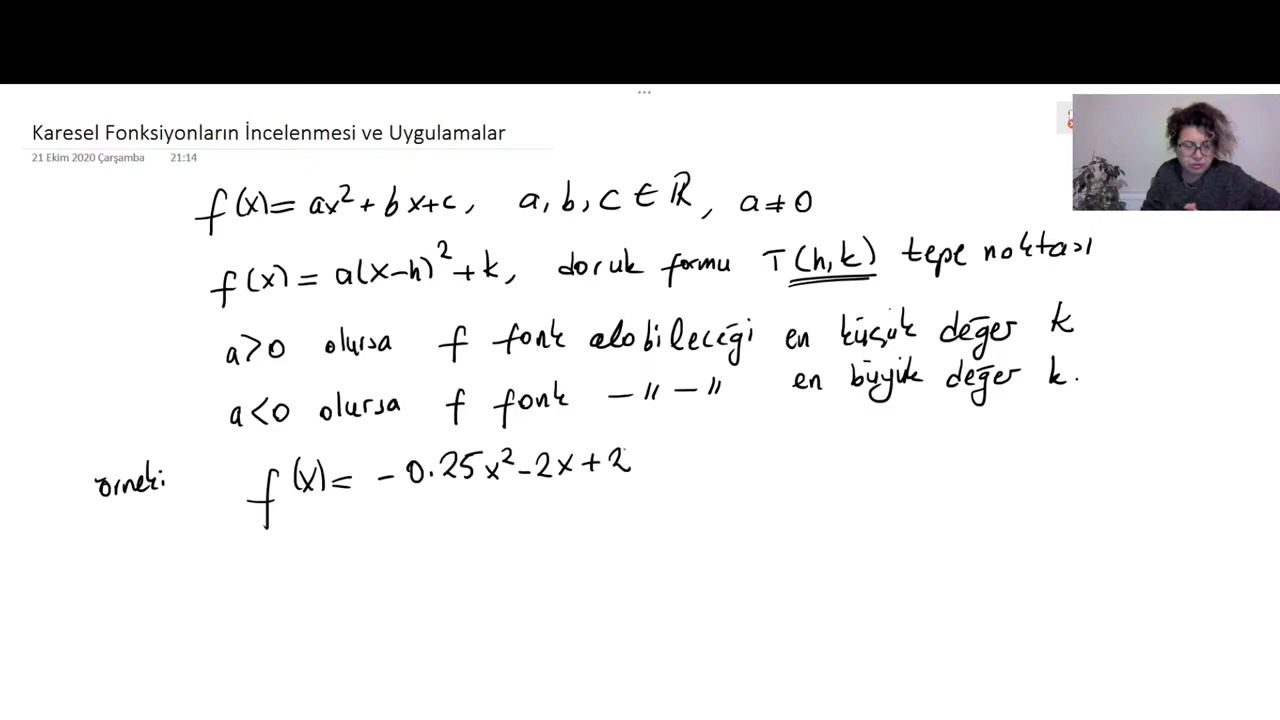 Karesel Fonksiyonların İncelenmesi ve Uygulamalar
21 Ekim 2020 Çarşamba 21:14
f(x)= ax²+bx+c, a,b,c ∈ ℝ, a≠0
f(x)= a(x-h)²+k, doruk formu T(h,k) tepe noktası
a>0 olursa f fonk alabileceği en küçük değer k
a<0 olursa f fonk —"—" en büyük değer k.
örnek: f(x)= -0.25x²-2x+2